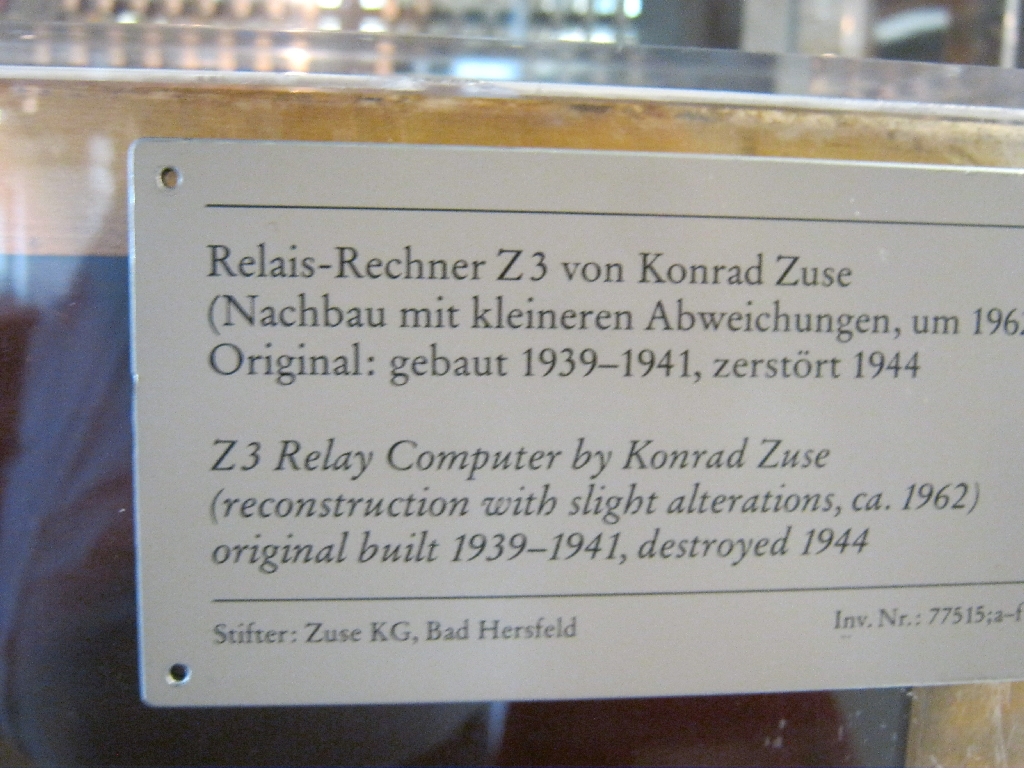 Relais-Rechner Z3 von Konrad Zuse
(Nachbau mit kleineren Abweichungen, um 196
Original: gebaut 1939–1941, zerstört 1944
Z3 Relay Computer by Konrad Zuse
(reconstruction with slight alterations, ca. 1962)
original built 1939–1941, destroyed 1944
Stifter: Zuse KG, Bad Hersfeld
Inv. Nr.: 77515;a–f